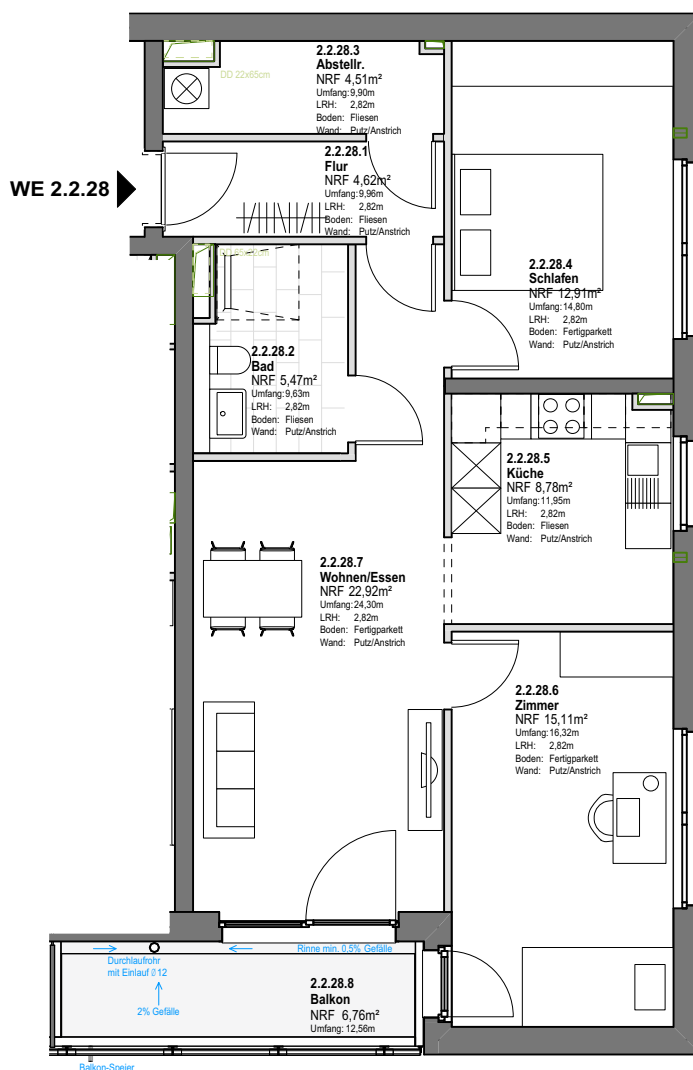 2.2.28.3
Abstellr.
NRF 4,51m²
Umfang: 9,90m
LRH: 2,82m
Boden: Fliesen
Wand: Putz/Anstrich
DD 22x65cm
2.2.28.1
Flur
NRF 4,62m²
Umfang: 9,96m
LRH: 2,82m
Boden: Fliesen
Wand: Putz/Anstrich
WE 2.2.28
2.2.28.4
Schlafen
NRF 12,91m²
Umfang: 14,80m
LRH: 2,82m
Boden: Fertigparkett
Wand: Putz/Anstrich
2.2.28.2
Bad
NRF 5,47m²
Umfang: 9,63m
LRH: 2,82m
Boden: Fliesen
Wand: Putz/Anstrich
2.2.28.5
Küche
NRF 8,78m²
Umfang: 11,95m
LRH: 2,82m
Boden: Fliesen
Wand: Putz/Anstrich
2.2.28.7
Wohnen/Essen
NRF 22,92m²
Umfang: 24,30m
LRH: 2,82m
Boden: Fertigparkett
Wand: Putz/Anstrich
2.2.28.6
Zimmer
NRF 15,11m²
Umfang: 16,32m
LRH: 2,82m
Boden: Fertigparkett
Wand: Putz/Anstrich
Rinne min. 0,5% Gefälle
Durchlaufrohr
mit Einlauf Ø12
2% Gefälle
2.2.28.8
Balkon
NRF 6,76m²
Umfang: 12,56m
Balkon-Speier